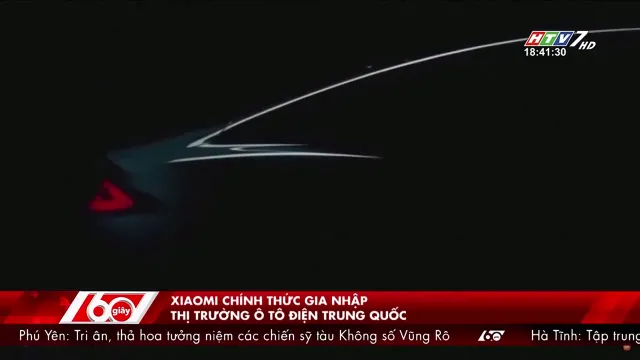 HTV7 HD
18:41:30
60 giây
XIAOMI CHÍNH THỨC GIA NHẬP
THỊ TRƯỜNG Ô TÔ ĐIỆN TRUNG QUỐC
Phú Yên: Tri ân, thả hoa tưởng niệm các chiến sỹ tàu Không số Vũng Rô 60 Hà Tĩnh: Tập trung